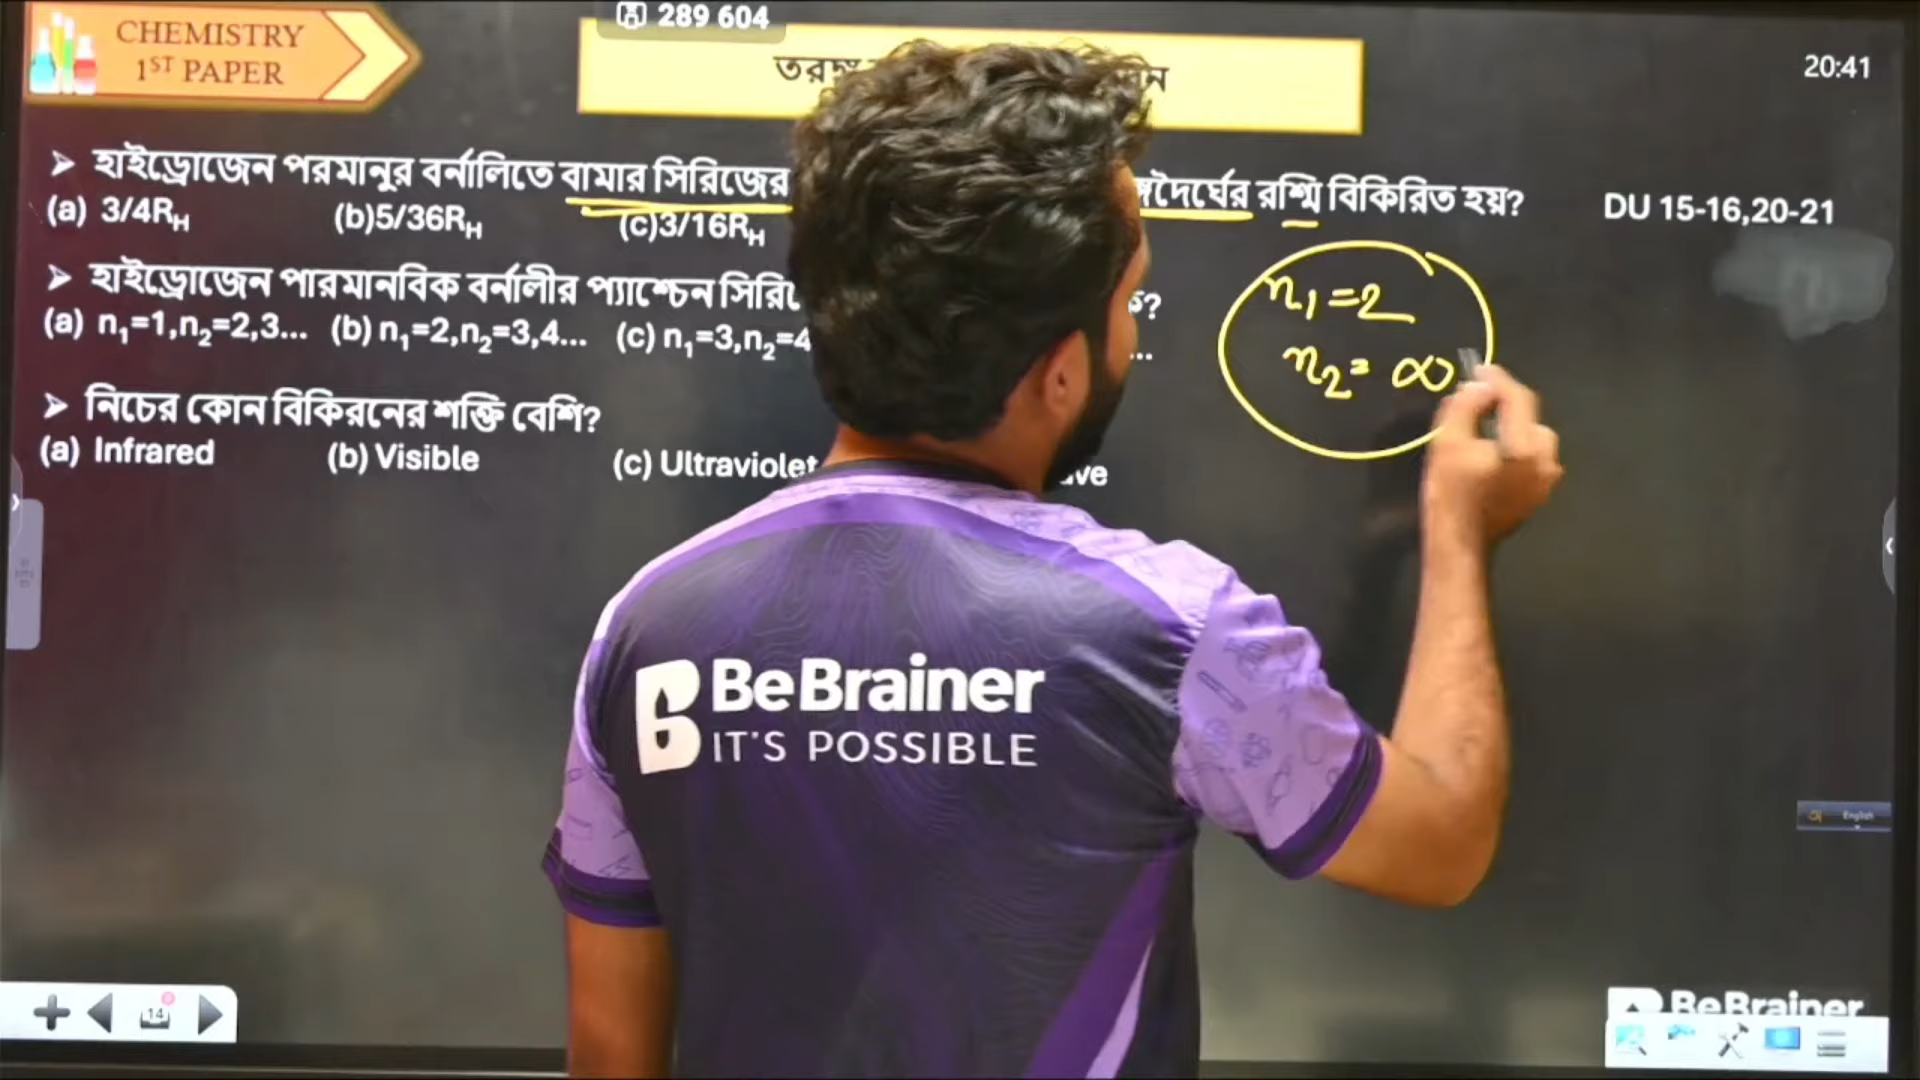 289 604
CHEMISTRY
1ST PAPER
20:41
➤ হাইড্রোজেন পরমানুর বর্নালিতে বামার সিরিজের রশ্মি বিকিরিত হয়? DU 15-16,20-21
(a) 3/4RH (b)5/36RH (c)3/16RH
➤ হাইড্রোজেন পারমানবিক বর্নালীর প্যাশ্চেন
(a) n₁=1,n₂=2,3... (b) n₁=2,n₂=3,4... (c) n₁=3,n₂=4 ...
n₁=2
n₂= ∞
➤ নিচের কোন বিকিরনের শক্তি বেশি?
(a) Infrared (b) Visible (c) Ultraviolet
BeBrainer
IT'S POSSIBLE
English
14
BeBrainer